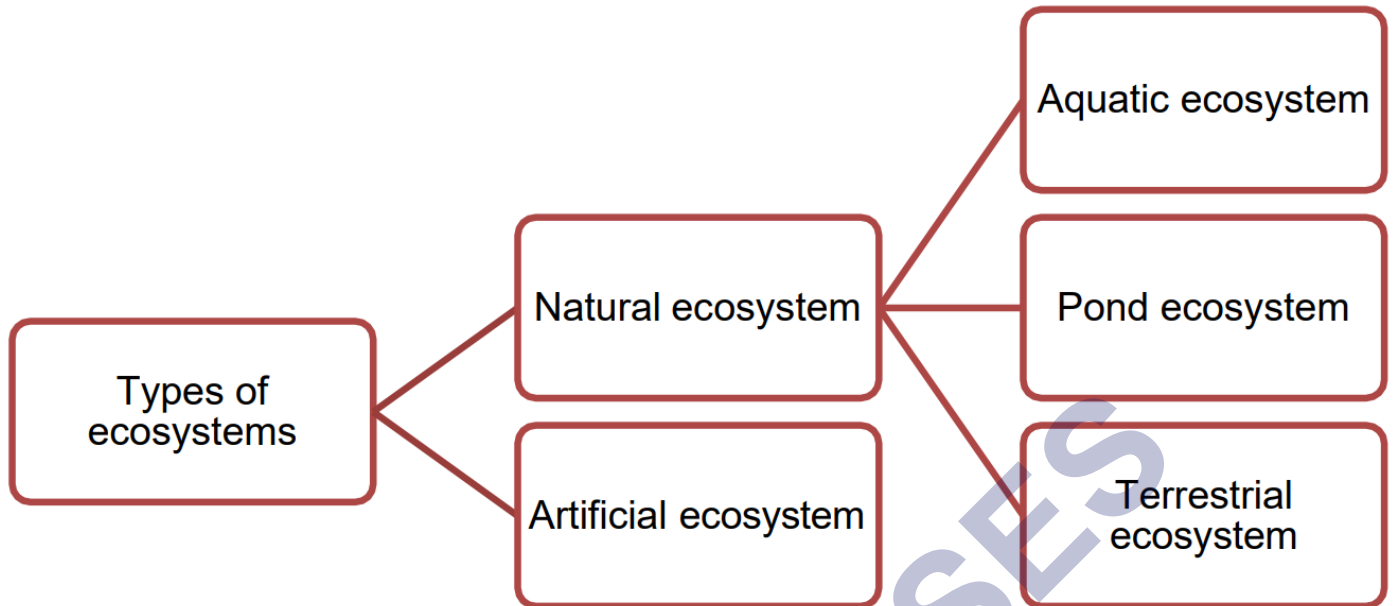 Types of
ecosystems
Natural ecosystem
Artificial ecosystem
Aquatic ecosystem
Pond ecosystem
Terrestrial
ecosystem
SES